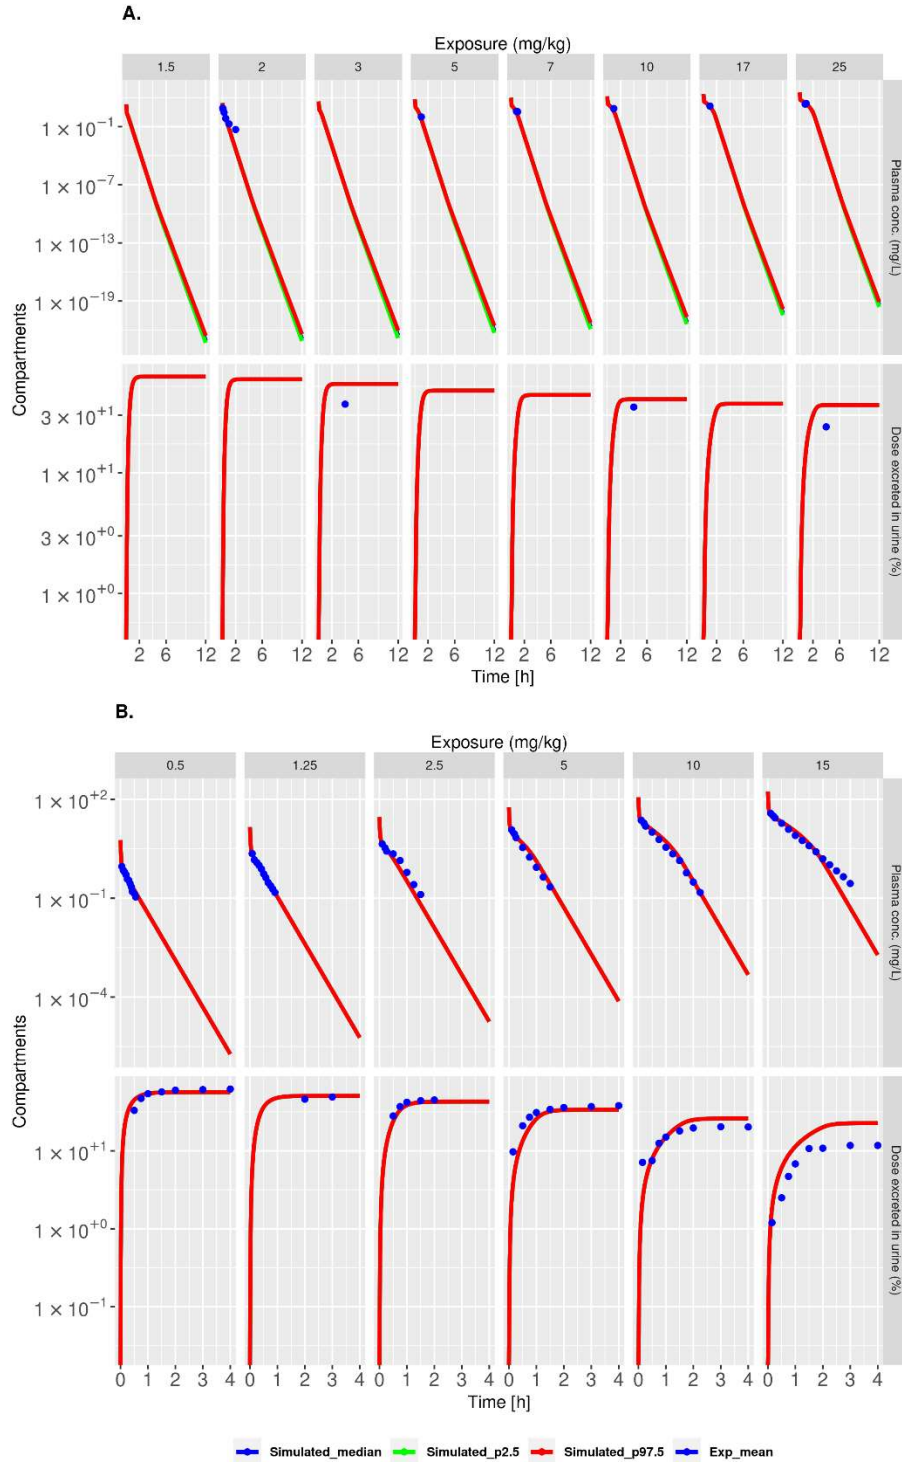 A.
Exposure (mg/kg)
1.5 2 3 5 7 10 17 25
1 × 10⁻¹
1 × 10⁻⁷
1 × 10⁻¹³
1 × 10⁻¹⁹
Plasma conc. (mg/L)
Compartments
3 × 10⁺¹
1 × 10⁺¹
3 × 10⁺⁰
1 × 10⁺⁰
Dose excreted in urine (%)
2 6 12 2 6 12 2 6 12 2 6 12 2 6 12 2 6 12 2 6 12 2 6 12
Time [h]
B.
Exposure (mg/kg)
0.5 1.25 2.5 5 10 15
1 × 10⁺²
1 × 10⁻¹
1 × 10⁻⁴
Plasma conc. (mg/L)
Compartments
1 × 10⁺¹
1 × 10⁺⁰
1 × 10⁻¹
Dose excreted in urine (%)
0 1 2 3 4 0 1 2 3 4 0 1 2 3 4 0 1 2 3 4 0 1 2 3 4 0 1 2 3 4
Time [h]
Simulated_median Simulated_p2.5 Simulated_p97.5 Exp_mean